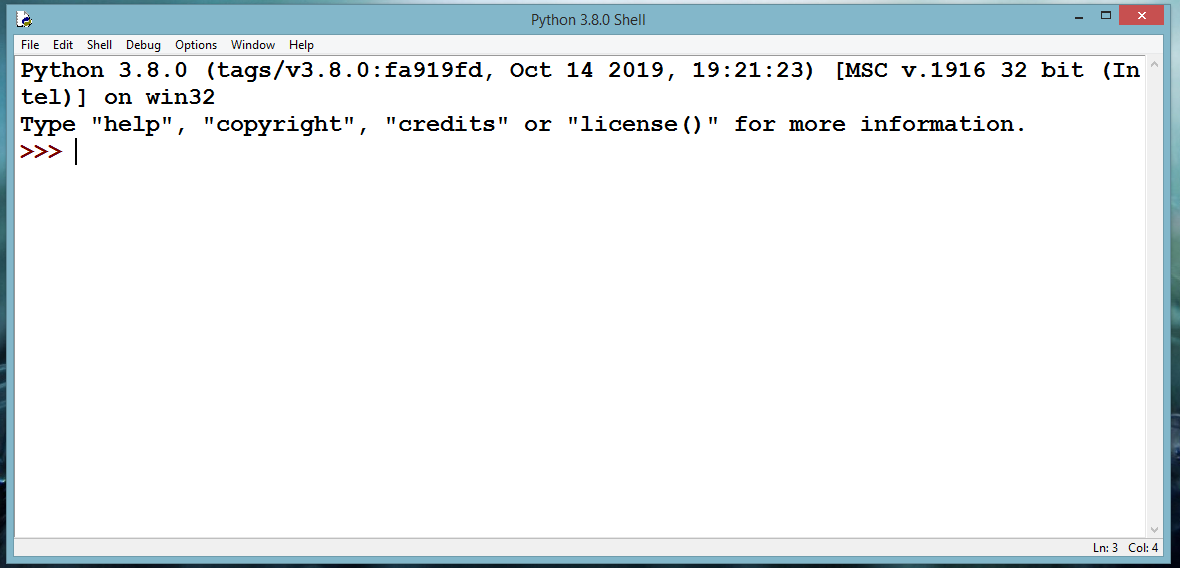 Python 3.8.0 Shell
File Edit Shell Debug Options Window Help
Python 3.8.0 (tags/v3.8.0:fa919fd, Oct 14 2019, 19:21:23) [MSC v.1916 32 bit (In
tel)] on win32
Type "help", "copyright", "credits" or "license()" for more information.
>>>
Ln: 3 Col: 4